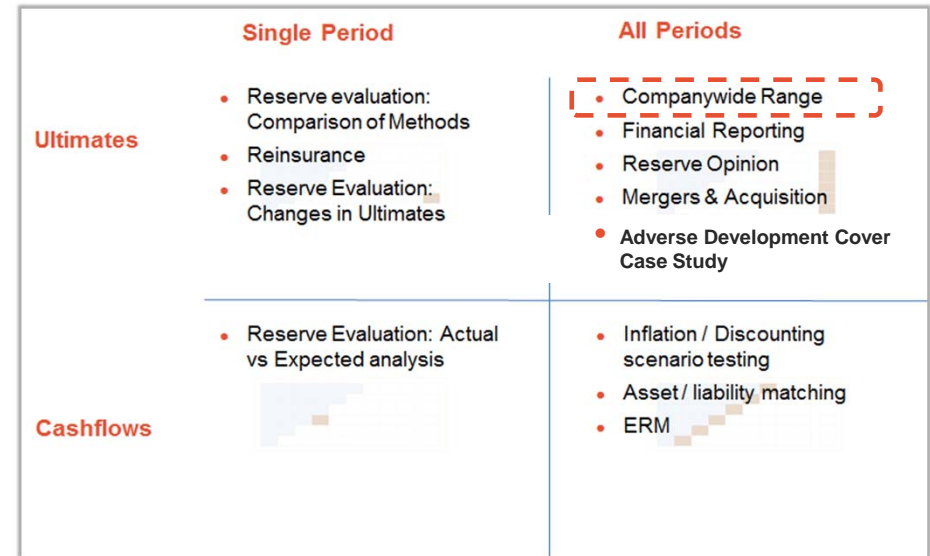 Single Period
All Periods
Ultimates
• Reserve evaluation:
Comparison of Methods
• Reinsurance
• Reserve Evaluation:
Changes in Ultimates
• Companywide Range
• Financial Reporting
• Reserve Opinion
• Mergers & Acquisition
• Adverse Development Cover
Case Study
Cashflows
• Reserve Evaluation: Actual
vs Expected analysis
• Inflation / Discounting
scenario testing
• Asset / liability matching
• ERM